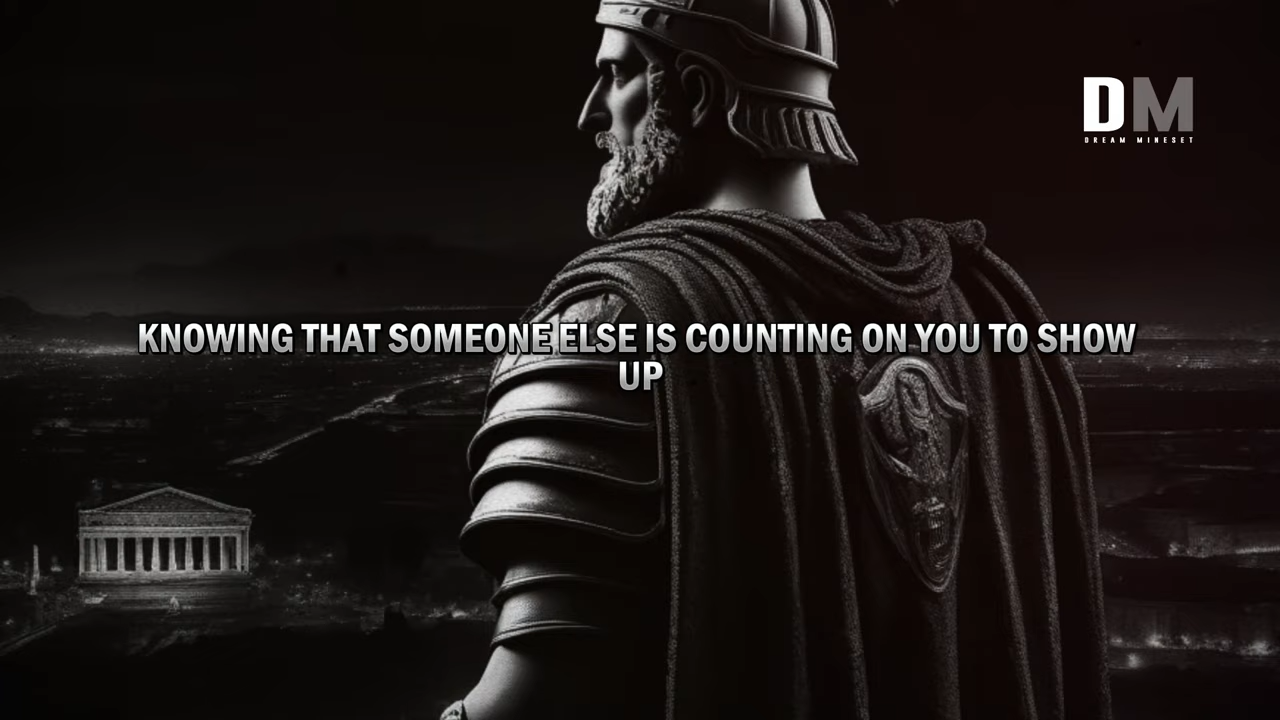 DM
DREAM MINESET
KNOWING THAT SOMEONE ELSE IS COUNTING ON YOU TO SHOW
UP